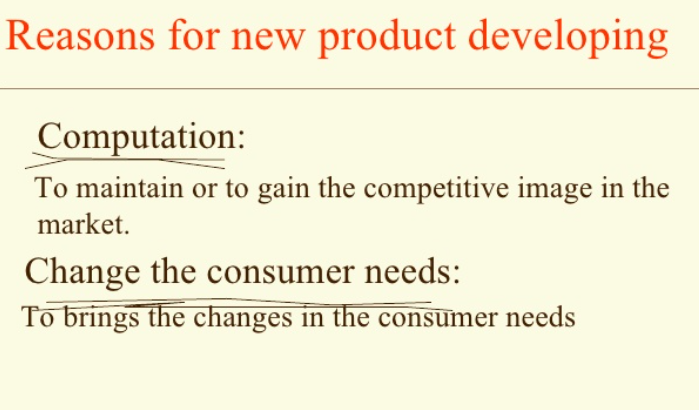 Reasons for new product developing
Computation:
To maintain or to gain the competitive image in the
market.
Change the consumer needs:
To brings the changes in the consumer needs